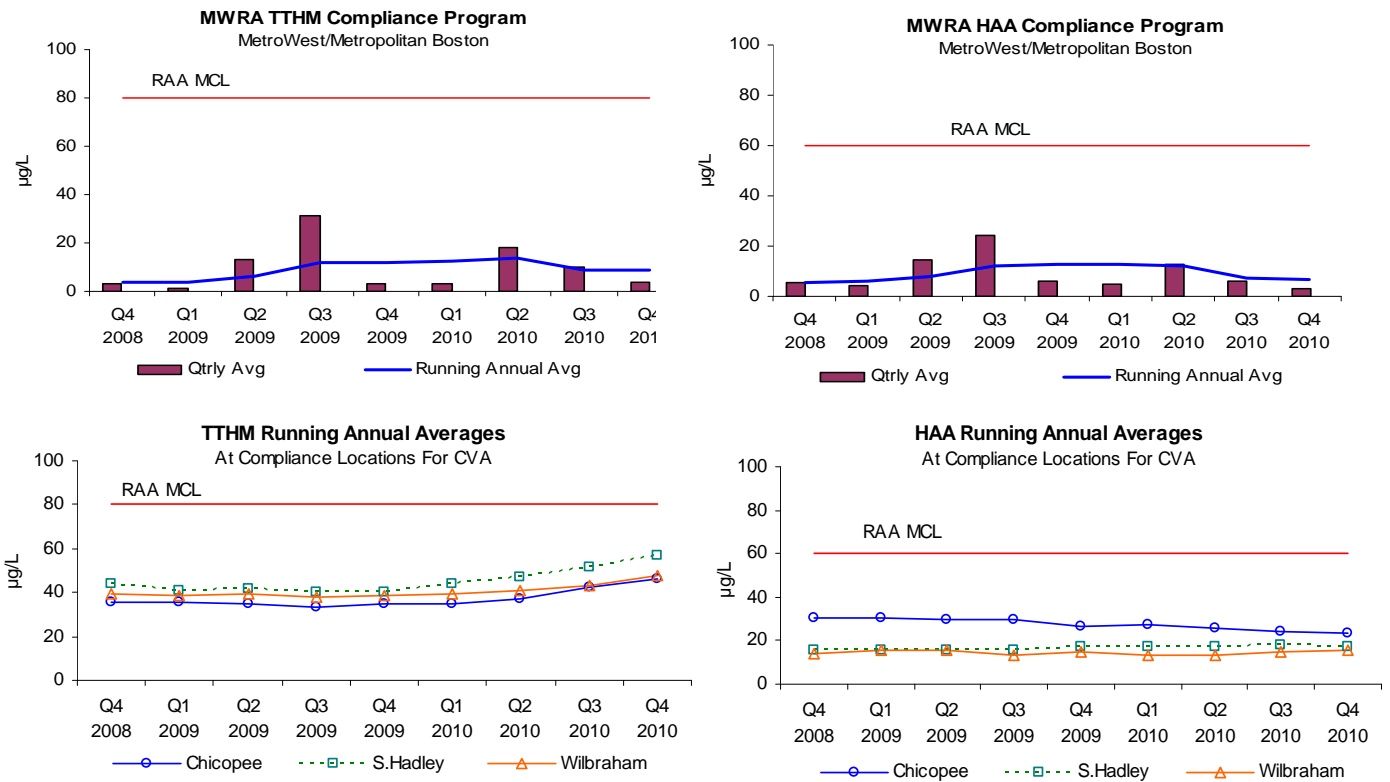 MWRA TTHM Compliance Program
MetroWest/Metropolitan Boston
100
80
60
40
20
0
µg/L
RAA MCL
Q4 Q1 Q2 Q3 Q4 Q1 Q2 Q3 Q4
2008 2009 2009 2009 2009 2010 2010 2010 201
Qtrly Avg Running Annual Avg
MWRA HAA Compliance Program
MetroWest/Metropolitan Boston
100
80
60
40
20
0
µg/L
RAA MCL
Q4 Q1 Q2 Q3 Q4 Q1 Q2 Q3 Q4
2008 2009 2009 2009 2009 2010 2010 2010 2010
Qtrly Avg Running Annual Avg
TTHM Running Annual Averages
At Compliance Locations For CVA
100
80
60
40
20
0
µg/L
RAA MCL
Q4 Q1 Q2 Q3 Q4 Q1 Q2 Q3 Q4
2008 2009 2009 2009 2009 2010 2010 2010 2010
Chicopee S.Hadley Wilbraham
HAA Running Annual Averages
At Compliance Locations For CVA
100
80
60
40
20
0
µg/L
RAA MCL
Q4 Q1 Q2 Q3 Q4 Q1 Q2 Q3 Q4
2008 2009 2009 2009 2009 2010 2010 2010 2010
Chicopee S.Hadley Wilbraham